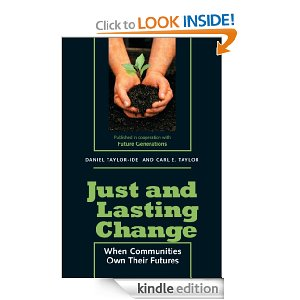 Click to
LOOK INSIDE!
Published in cooperation with
Future Generations
DANIEL TAYLOR-IDE AND CARL E. TAYLOR
Just and
Lasting
Change
When Communities
Own Their Futures
kindle edition